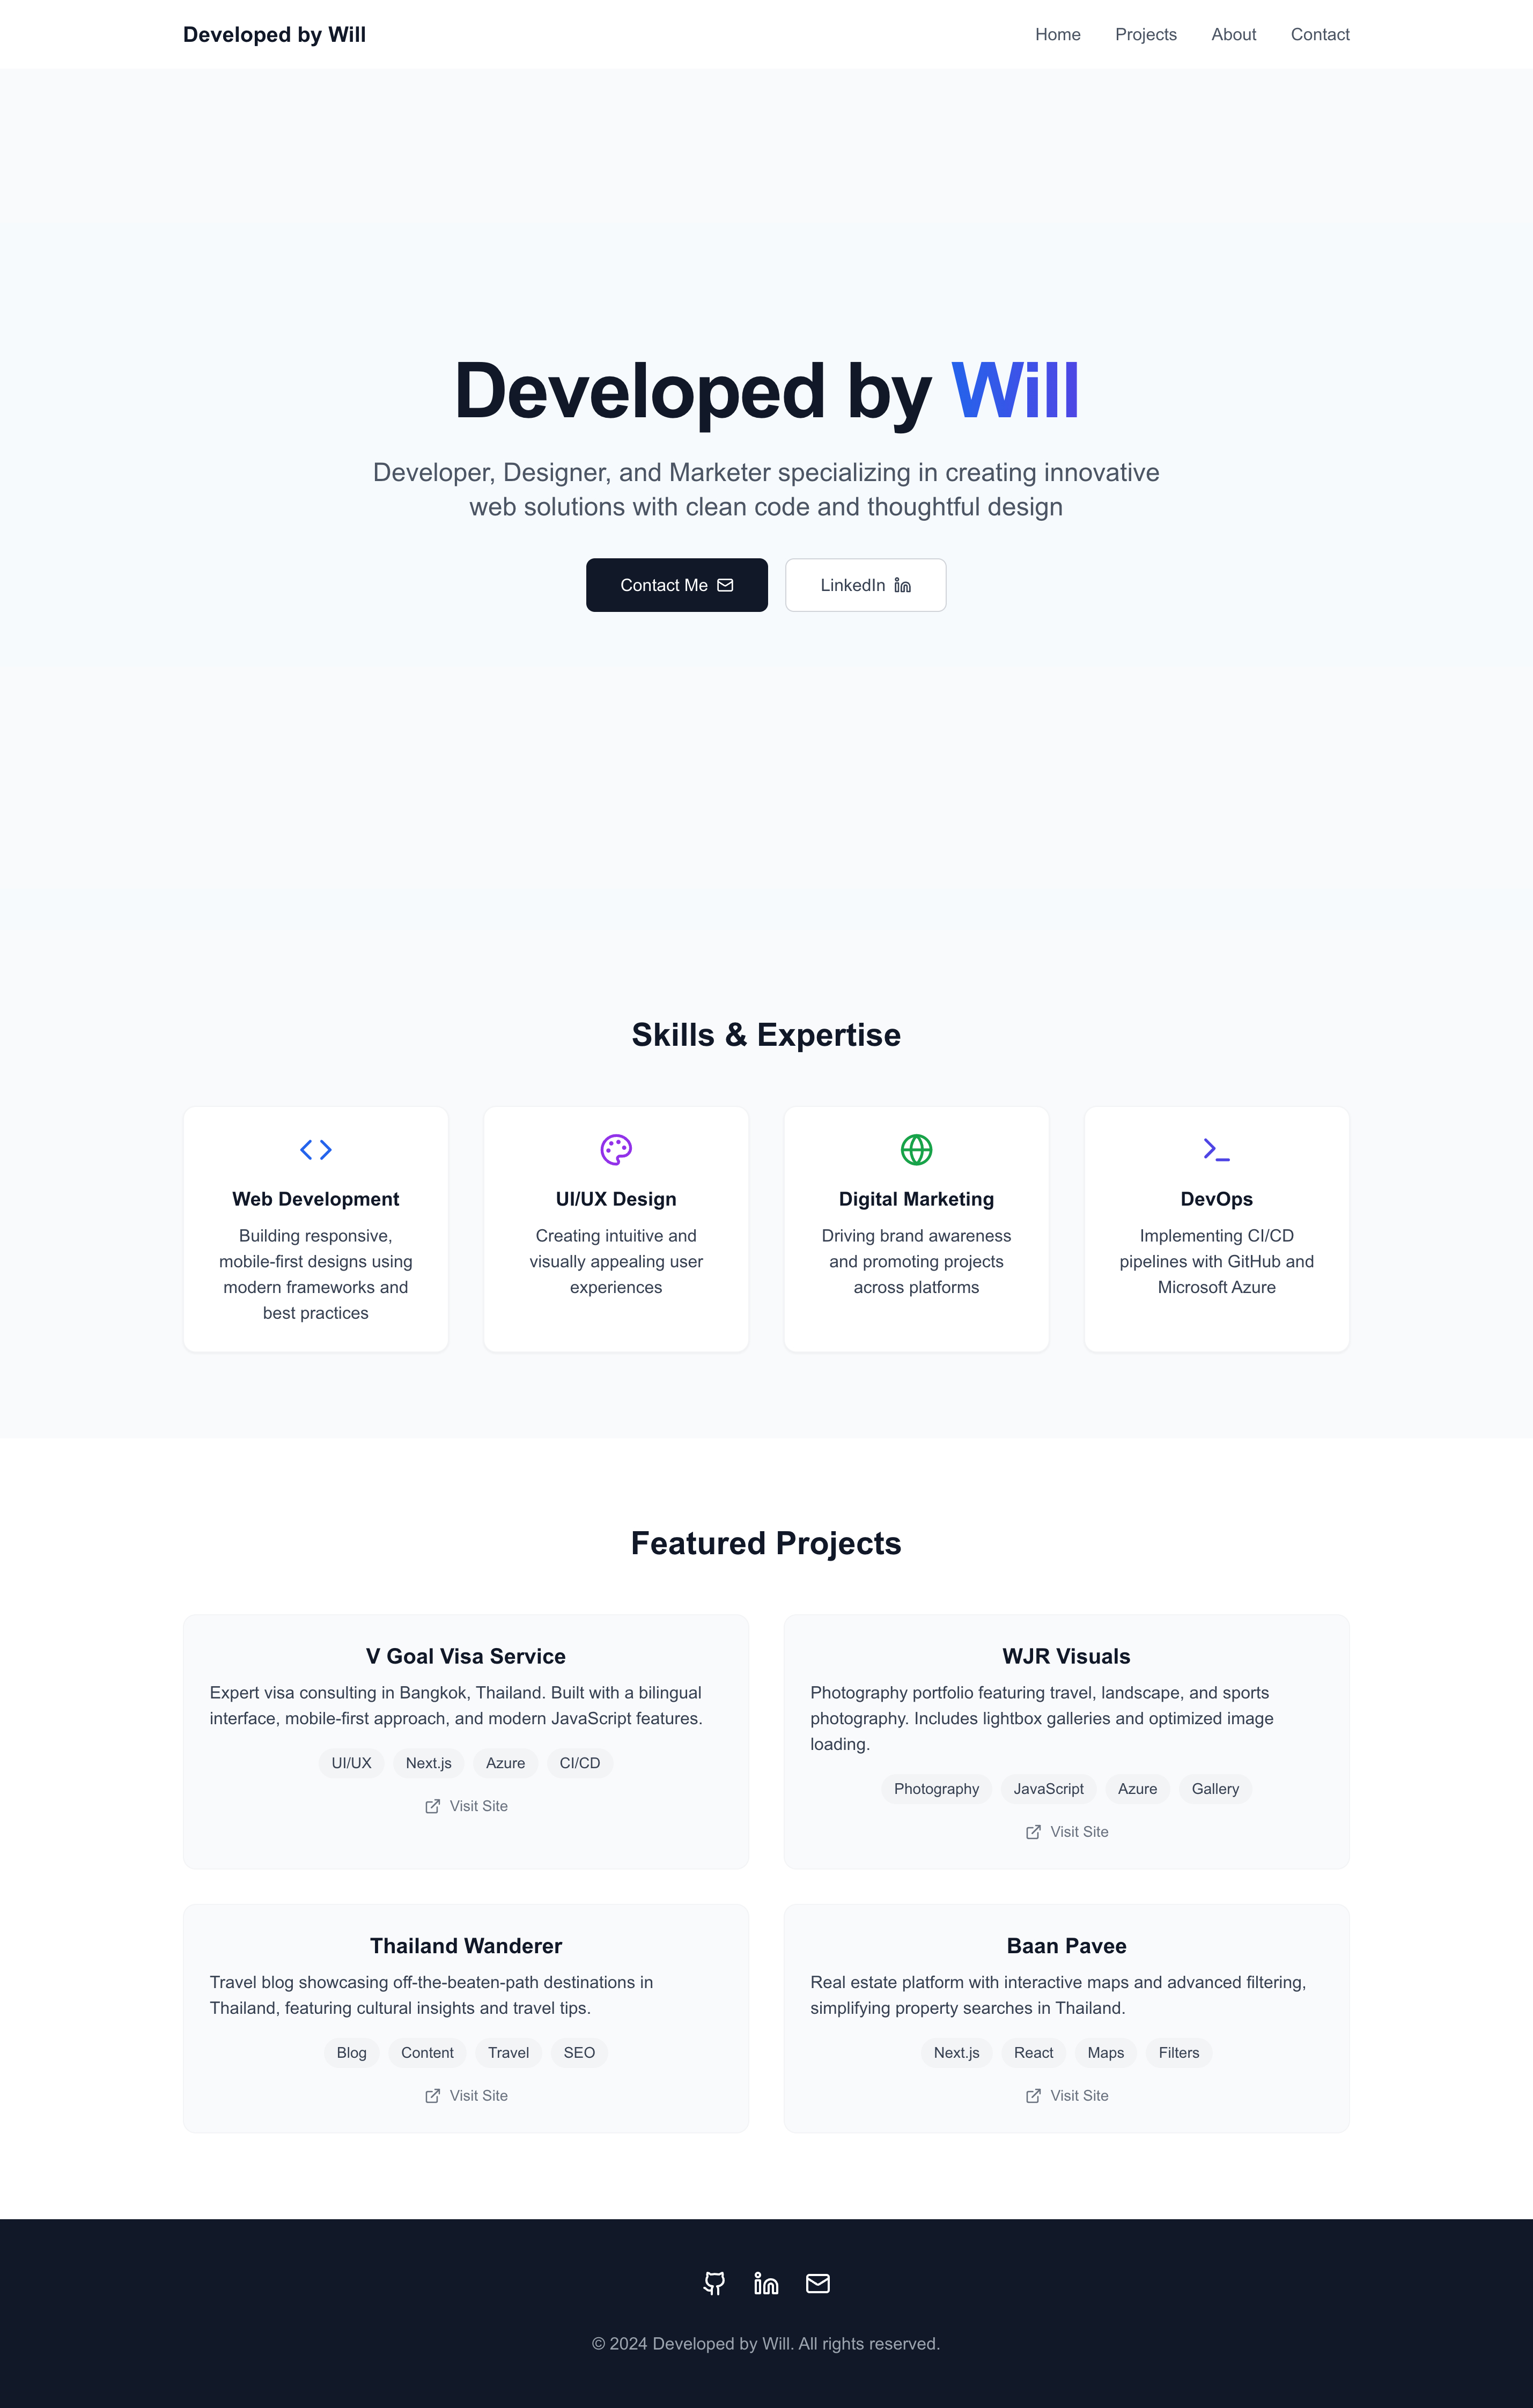 Developed by Will
Home Projects About Contact
Developed by Will
Developer, Designer, and Marketer specializing in creating innovative
web solutions with clean code and thoughtful design
Contact Me
LinkedIn
Skills & Expertise
Web Development
Building responsive,
mobile-first designs using
modern frameworks and
best practices
UI/UX Design
Creating intuitive and
visually appealing user
experiences
Digital Marketing
Driving brand awareness
and promoting projects
across platforms
DevOps
Implementing CI/CD
pipelines with GitHub and
Microsoft Azure
Featured Projects
V Goal Visa Service
Expert visa consulting in Bangkok, Thailand. Built with a bilingual
interface, mobile-first approach, and modern JavaScript features.
UI/UX Next.js Azure CI/CD
Visit Site
WJR Visuals
Photography portfolio featuring travel, landscape, and sports
photography. Includes lightbox galleries and optimized image
loading.
Photography JavaScript Azure Gallery
Visit Site
Thailand Wanderer
Travel blog showcasing off-the-beaten-path destinations in
Thailand, featuring cultural insights and travel tips.
Blog Content Travel SEO
Visit Site
Baan Pavee
Real estate platform with interactive maps and advanced filtering,
simplifying property searches in Thailand.
Next.js React Maps Filters
Visit Site
© 2024 Developed by Will. All rights reserved.